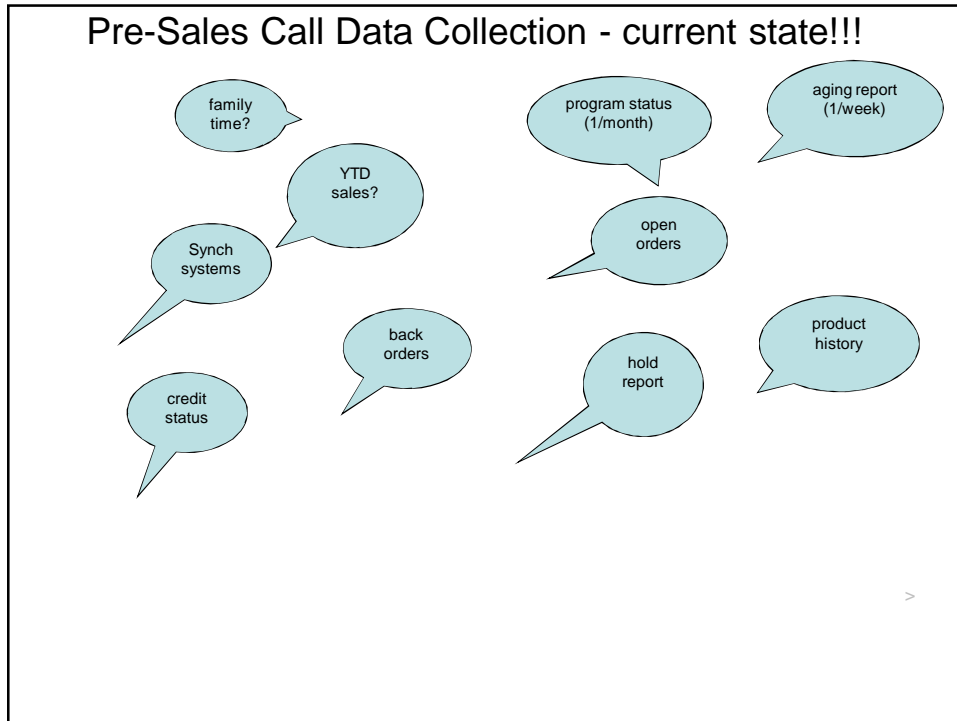 Pre-Sales Call Data Collection - current state!!!
family
time?
program status
(1/month)
aging report
(1/week)
YTD
sales?
open
orders
Synch
systems
back
orders
product
history
hold
report
credit
status
>